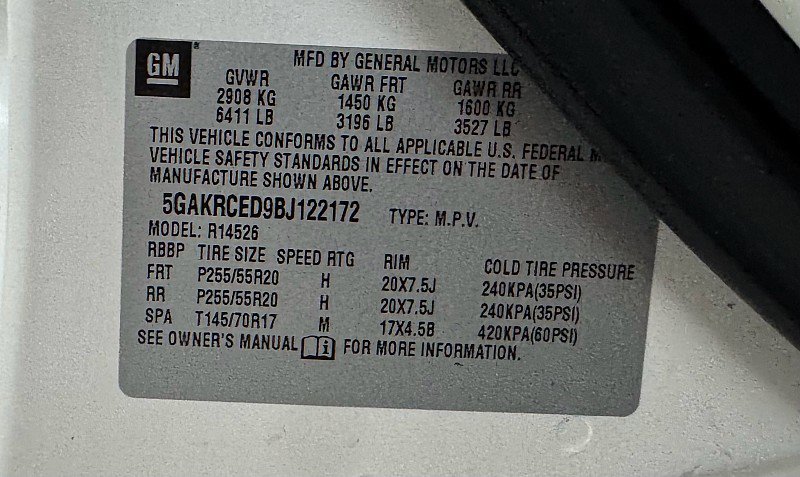 GM
MFD BY GENERAL MOTORS LLC
GVWR GAWR FRT GAWR RR
2908 KG 1450 KG 1600 KG
6411 LB 3196 LB 3527 LB
THIS VEHICLE CONFORMS TO ALL APPLICABLE U.S. FEDERAL
VEHICLE SAFETY STANDARDS IN EFFECT ON THE DATE OF
MANUFACTURE SHOWN ABOVE.
5GAKRCED9BJ122172 TYPE: M.P.V.
MODEL: R14526
RBBP TIRE SIZE SPEED RTG RIM COLD TIRE PRESSURE
FRT P255/55R20 H 20X7.5J 240KPA(35PSI)
RR P255/55R20 H 20X7.5J 240KPA(35PSI)
SPA T145/70R17 M 17X4.5B 420KPA(60PSI)
SEE OWNER'S MANUAL FOR MORE INFORMATION.